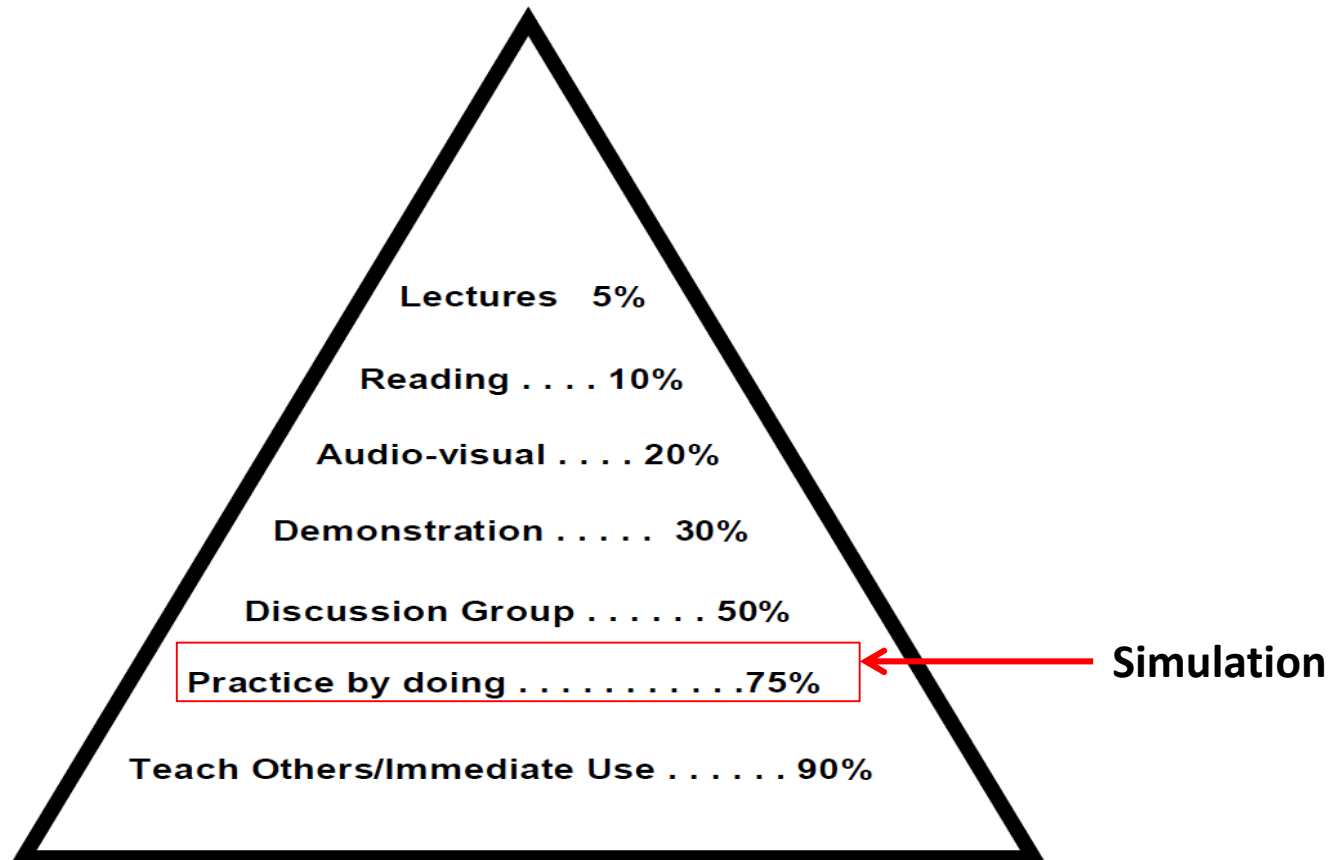 Lectures 5%
Reading . . . . 10%
Audio-visual . . . . 20%
Demonstration . . . . . 30%
Discussion Group . . . . . . 50%
Practice by doing . . . . . . . . . . .75%
Simulation
Teach Others/Immediate Use . . . . . . 90%